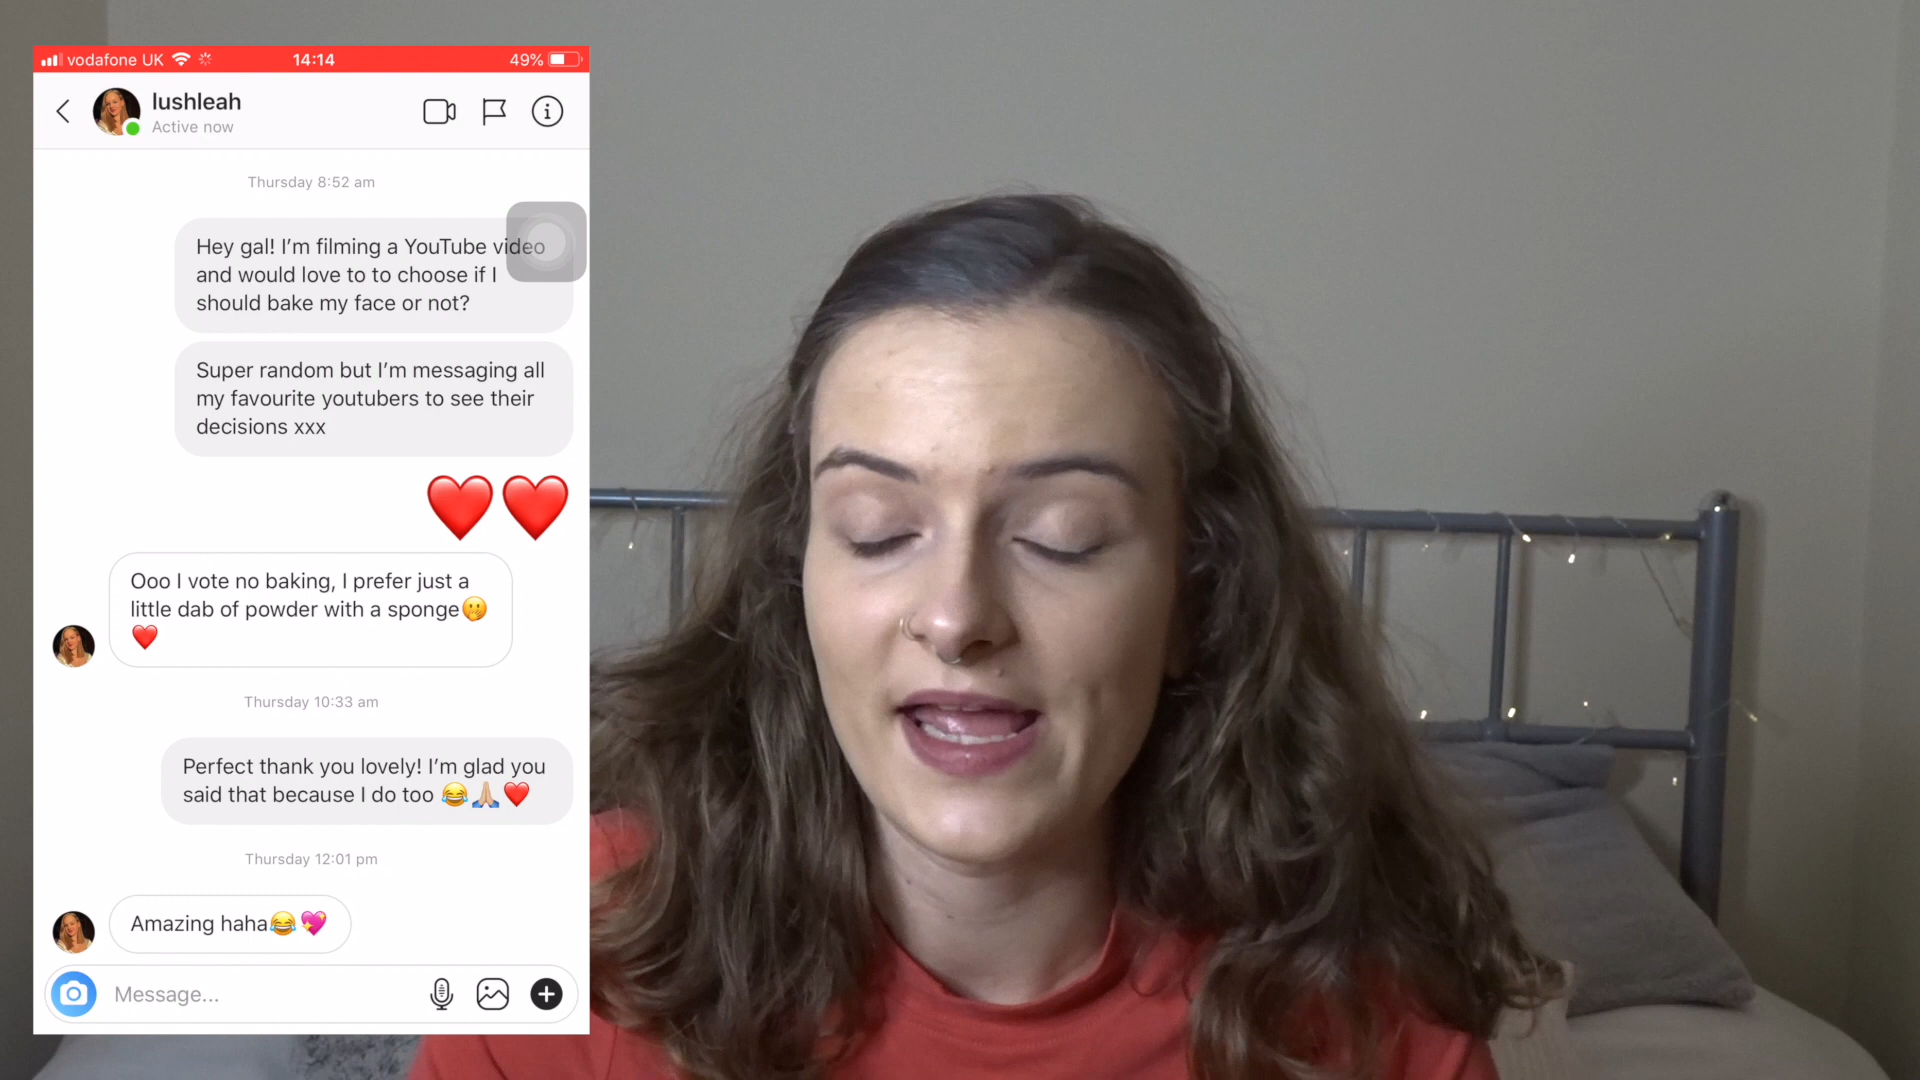 vodafone UK 14:14 49%
lushleah
Active now
Thursday 8:52 am
Hey gal! I'm filming a YouTube video
and would love to to choose if I
should bake my face or not?
Super random but I'm messaging all
my favourite youtubers to see their
decisions xxx
❤️❤️
Ooo I vote no baking, I prefer just a
little dab of powder with a sponge🤭
❤️
Thursday 10:33 am
Perfect thank you lovely! I'm glad you
said that because I do too 😂🙏🏼❤️
Thursday 12:01 pm
Amazing haha😂💖
Message...